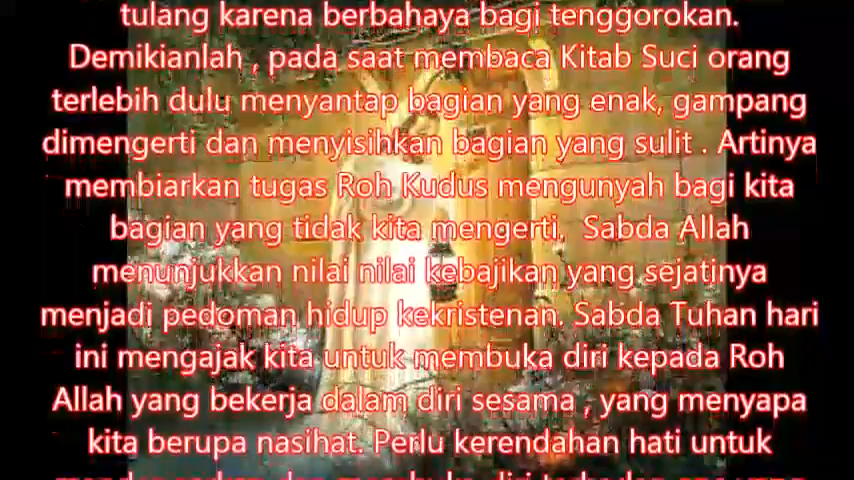 tulang karena berbahaya bagi tenggorokan.
Demikianlah , pada saat membaca Kitab Suci orang
terlebih dulu menyantap bagian yang enak, gampang
dimengerti dan menyisihkan bagian yang sulit . Artinya
membiarkan tugas Roh Kudus mengunyah bagi kita
bagian yang tidak kita mengerti. Sabda Allah
menunjukkan nilai nilai kebajikan yang sejatinya
menjadi pedoman hidup kekristenan. Sabda Tuhan hari
ini mengajak kita untuk membuka diri kepada Roh
Allah yang bekerja dalam diri sesama , yang menyapa
kita berupa nasihat. Perlu kerendahan hati untuk